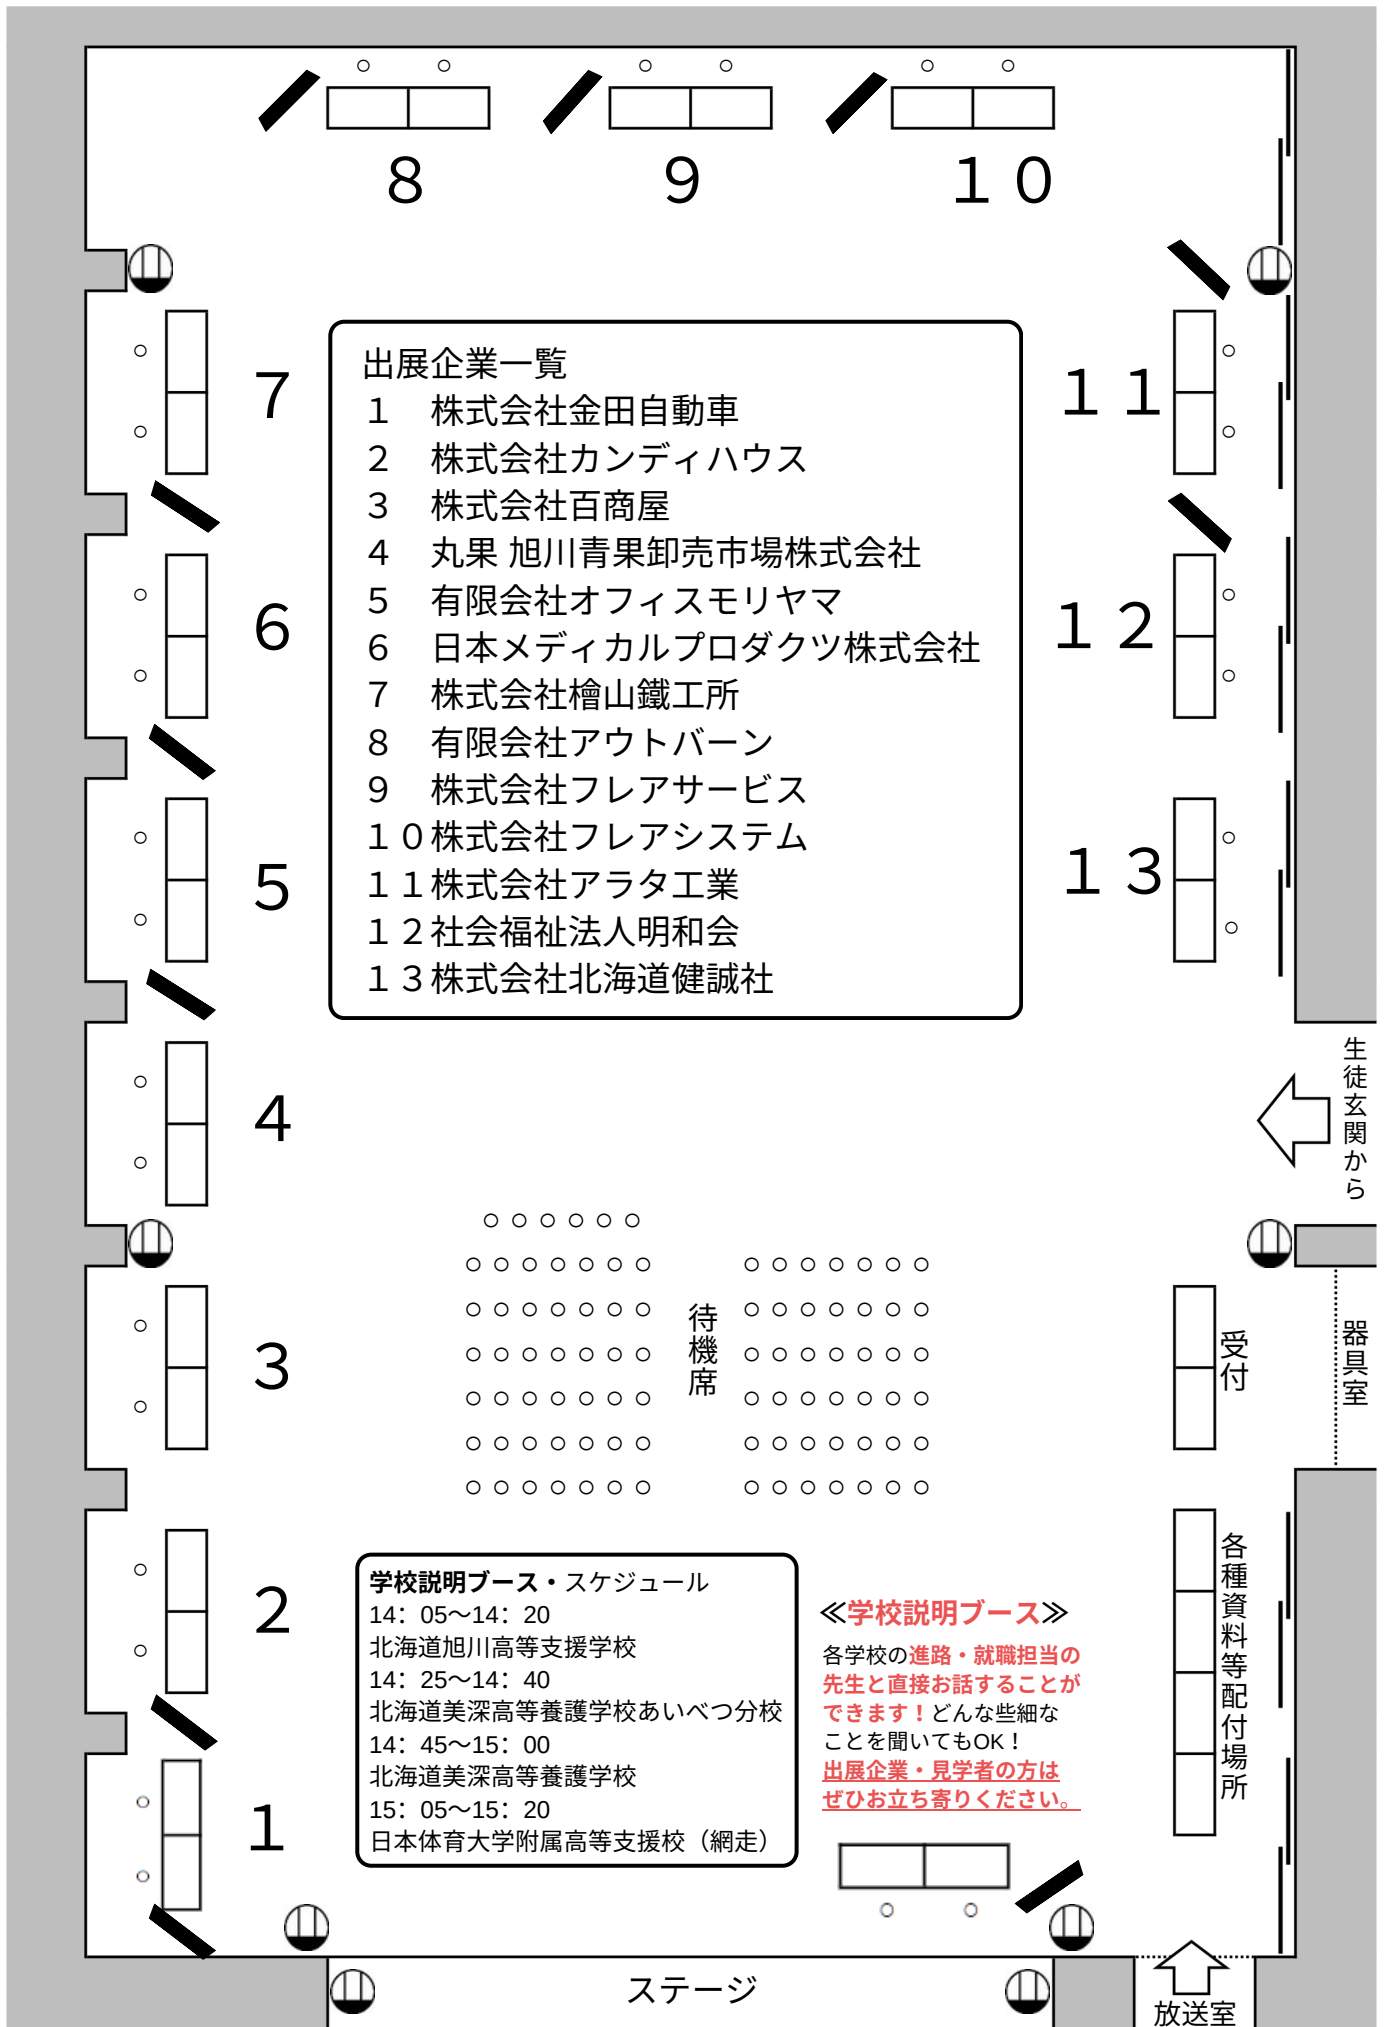 ８
９
１０
７
１１
出展企業一覧
１　株式会社金田自動車
２　株式会社カンディハウス
３　株式会社百商屋
４　丸果 旭川青果卸売市場株式会社
５　有限会社オフィスモリヤマ
６　日本メディカルプロダクツ株式会社
７　株式会社檜山鐵工所
８　有限会社アウトバーン
９　株式会社フレアサービス
１０株式会社フレアシステム
１１株式会社アラタ工業
１２社会福祉法人明和会
１３株式会社北海道健誠社
６
１２
５
１３
４
生徒玄関から
３
待機席
受付
器具室
２
各種資料等配付場所
学校説明ブース・スケジュール
14：05～14：20
北海道旭川高等支援学校
14：25～14：40
北海道美深高等養護学校あいべつ分校
14：45～15：00
北海道美深高等養護学校
15：05～15：20
日本体育大学附属高等支援校（網走）
≪学校説明ブース≫
各学校の進路・就職担当の
先生と直接お話することが
できます！どんな些細な
ことを聞いてもOK！
出展企業・見学者の方は
ぜひお立ち寄りください。
１
ステージ
放送室